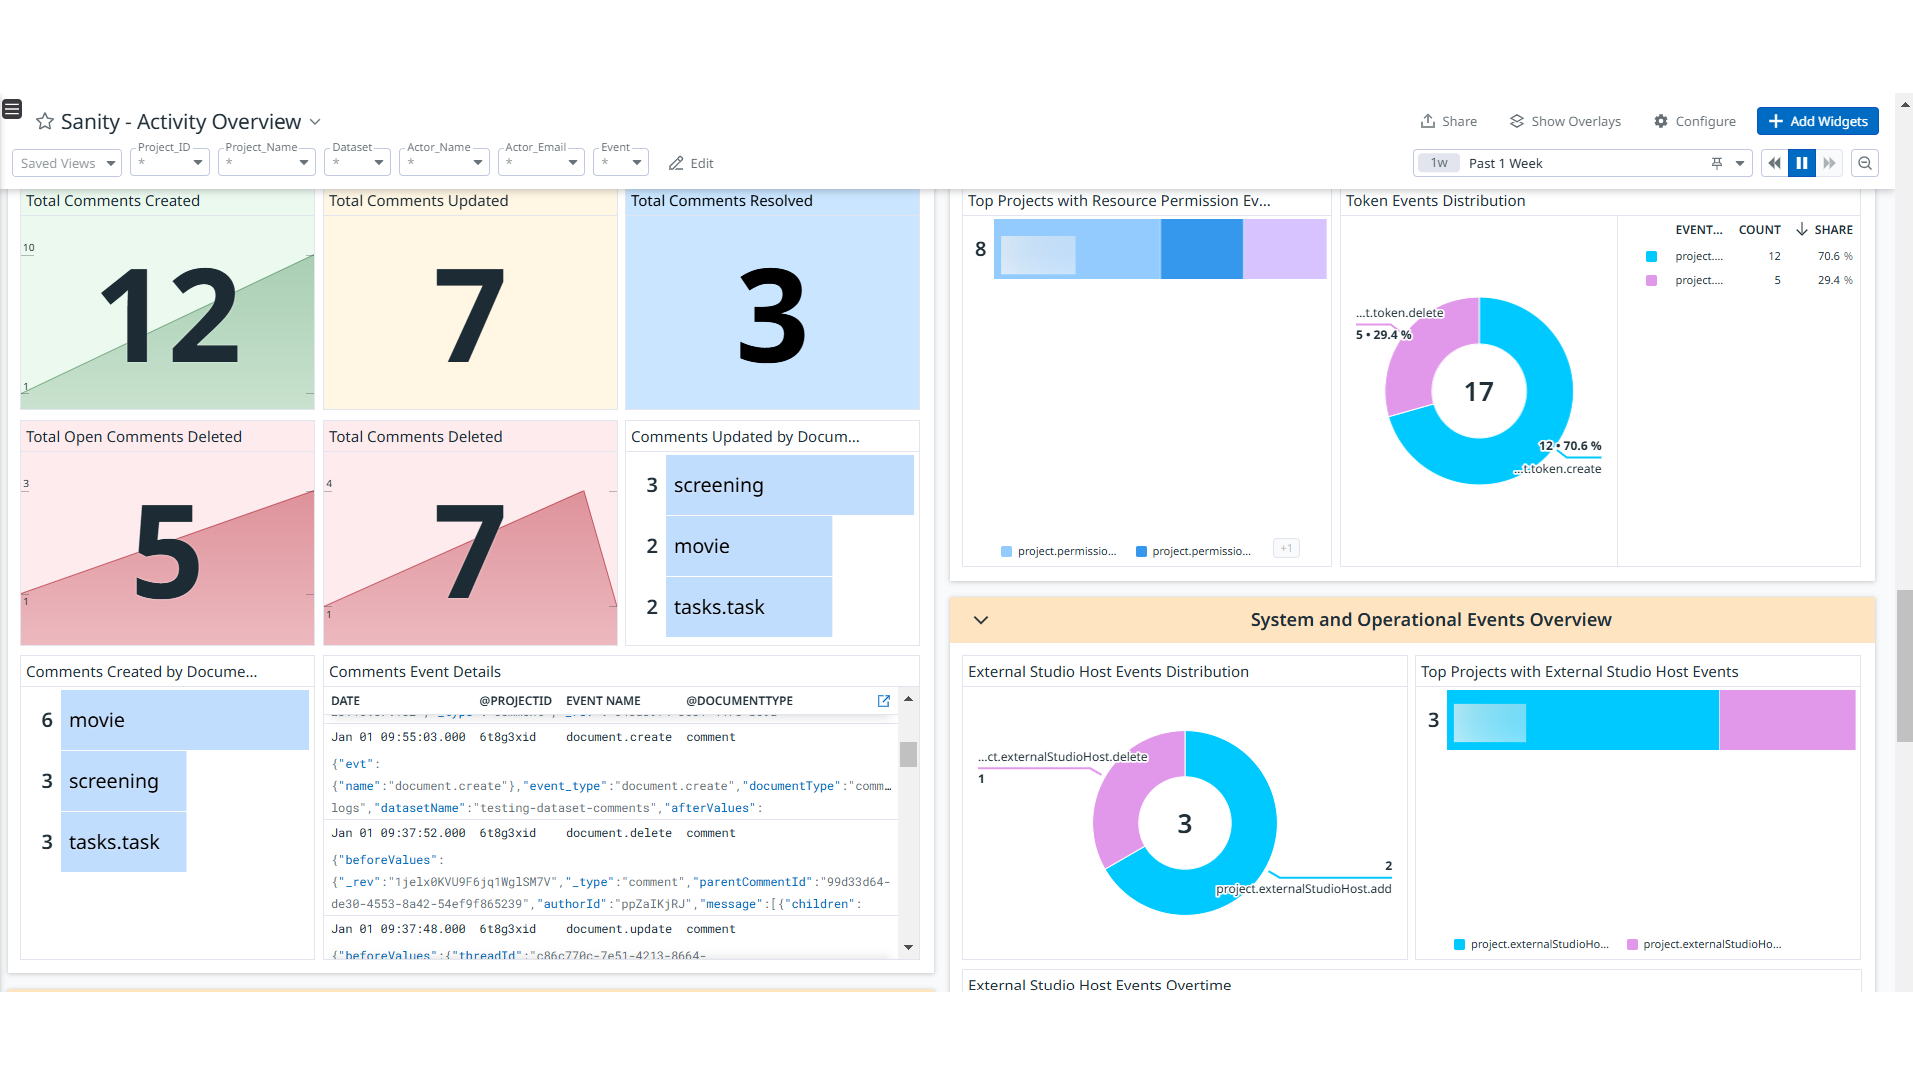 Sanity - Activity Overview
Share
Show Overlays
Configure
Add Widgets
Saved Views
Project_ID
*
Project_Name
*
Dataset
*
Actor_Name
*
Actor_Email
*
Event
*
Edit
1w
Past 1 Week
Total Comments Created
10
12
1
Total Comments Updated
7
Total Comments Resolved
3
Total Open Comments Deleted
3
5
1
Total Comments Deleted
4
7
1
Comments Updated by Docum...
3 screening
2 movie
2 tasks.task
Comments Created by Docume...
6 movie
3 screening
3 tasks.task
Comments Event Details
DATE @PROJECTID EVENT NAME @DOCUMENTTYPE
Jan 01 09:55:03.000 6t8g3xid document.create comment
{"evt":
{"name":"document.create"},"event_type":"document.create","documentType":"comm…
logs","datasetName":"testing-dataset-comments","afterValues":
Jan 01 09:37:52.000 6t8g3xid document.delete comment
{"beforeValues":
{"_rev":"1jelx0KVU9F6jq1WglSM7V","_type":"comment","parentCommentId":"99d33d64-
de30-4553-8a42-54ef9f865239","authorId":"ppZaIKjRJ","message":[{"children":
Jan 01 09:37:48.000 6t8g3xid document.update comment
{"beforeValues":{"threadId":"c86c770c-7e51-4213-8664-
Top Projects with Resource Permission Ev...
8
project.permissio...
project.permissio...
+1
Token Events Distribution
EVENT... COUNT SHARE
project.... 12 70.6 %
project.... 5 29.4 %
...t.token.delete
5 • 29.4 %
17
12 • 70.6 %
...t.token.create
System and Operational Events Overview
External Studio Host Events Distribution
...ct.externalStudioHost.delete
1
3
2
project.externalStudioHost.add
Top Projects with External Studio Host Events
3
project.externalStudioHo...
project.externalStudioHo...
External Studio Host Events Overtime